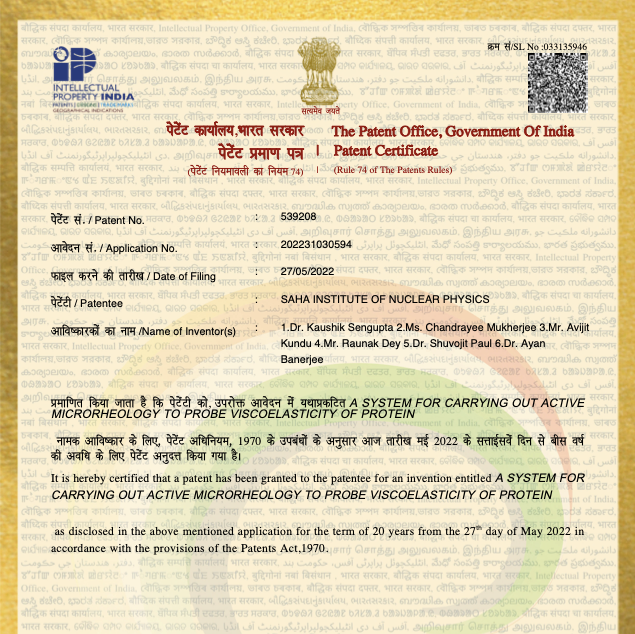 क्रम सं/SL No :033135946
INTELLECTUAL
PROPERTY INDIA
PATENTS | DESIGNS | TRADE MARKS
GEOGRAPHICAL INDICATIONS
सत्यमेव जयते
पेटेंट कार्यालय,भारत सरकार | The Patent Office, Government Of India
पेटेंट प्रमाण पत्र | Patent Certificate
(पेटेंट नियमावली का नियम 74) | (Rule 74 of The Patents Rules)
पेटेंट सं. / Patent No. : 539208
आवेदन सं. / Application No. : 202231030594
फाइल करने की तारीख / Date of Filing : 27/05/2022
पेटेंटी / Patentee : SAHA INSTITUTE OF NUCLEAR PHYSICS
आविष्कारकों का नाम /Name of Inventor(s) : 1.Dr. Kaushik Sengupta 2.Ms. Chandrayee Mukherjee 3.Mr. Avijit
Kundu 4.Mr. Raunak Dey 5.Dr. Shuvojit Paul 6.Dr. Ayan
Banerjee
प्रमाणित किया जाता है कि पेटेंटी को, उपरोक्त आवेदन में यथाप्रकटित A SYSTEM FOR CARRYING OUT ACTIVE
MICRORHEOLOGY TO PROBE VISCOELASTICITY OF PROTEIN
नामक आविष्कार के लिए, पेटेंट अधिनियम, 1970 के उपबंधों के अनुसार आज तारीख मई 2022 के सत्ताईसवें दिन से बीस वर्ष
की अवधि के लिए पेटेंट अनुदत्त किया गया है।
It is hereby certified that a patent has been granted to the patentee for an invention entitled A SYSTEM FOR
CARRYING OUT ACTIVE MICRORHEOLOGY TO PROBE VISCOELASTICITY OF PROTEIN
as disclosed in the above mentioned application for the term of 20 years from the 27th day of May 2022 in
accordance with the provisions of the Patents Act,1970.